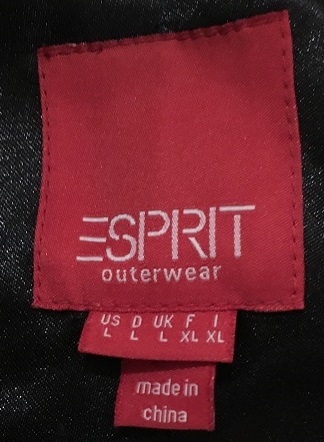 ESPRIT
outerwear
US D UK F I
L L L XL XL
made in
china